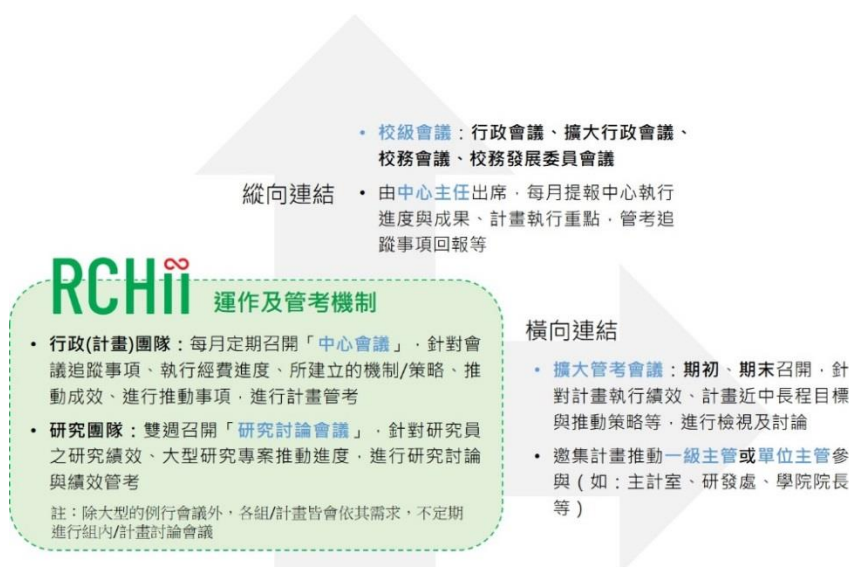 • 校級會議：行政會議、擴大行政會議、
校務會議、校務發展委員會議
縱向連結
• 由中心主任出席，每月提報中心執行
進度與成果、計畫執行重點，管考追
蹤事項回報等
RCHii 運作及管考機制
• 行政(計畫)團隊：每月定期召開「中心會議」，針對會
議追蹤事項、執行經費進度、所建立的機制/策略、推
動成效、進行推動事項，進行計畫管考
• 研究團隊：雙週召開「研究討論會議」，針對研究員
之研究績效、大型研究專案推動進度，進行研究討論
與績效管考
註：除大型的例行會議外，各組/計畫皆會依其需求，不定期
進行組內/計畫討論會議
橫向連結
• 擴大管考會議：期初、期末召開，針
對計畫執行績效、計畫近中長程目標
與推動策略等，進行檢視及討論
• 邀集計畫推動一級主管或單位主管參
與（如：主計室、研發處、學院院長
等）